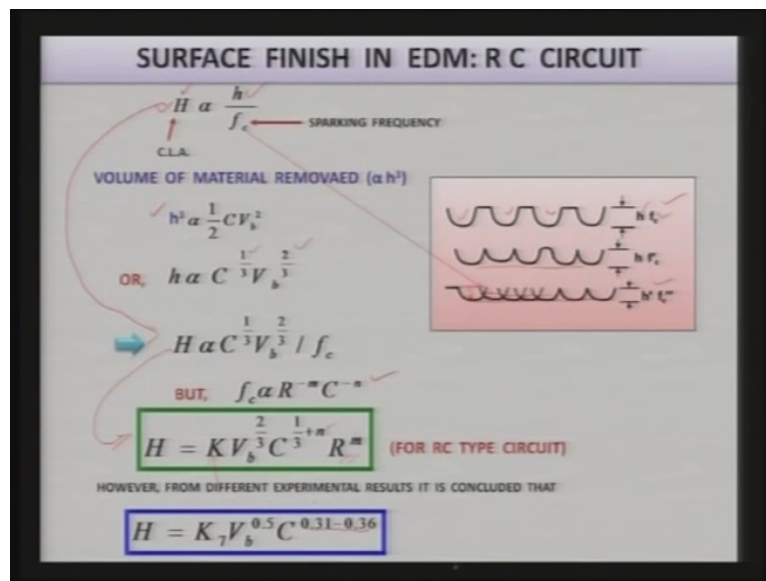 SURFACE FINISH IN EDM: R C CIRCUIT
H α h / f_c
SPARKING FREQUENCY
C.L.A.
VOLUME OF MATERIAL REMOVAED (α h³)
h³ α 1/2 C V_b²
OR, h α C^(1/3) V_b^(2/3)
H α C^(1/3) V_b^(2/3) / f_c
BUT, f_c α R^(-m) C^(-n)
H = K V_b^(2/3) C^(1/3+n) R^m (FOR RC TYPE CIRCUIT)
HOWEVER, FROM DIFFERENT EXPERIMENTAL RESULTS IT IS CONCLUDED THAT
H = K_7 V_b^0.5 C^(0.31-0.36)